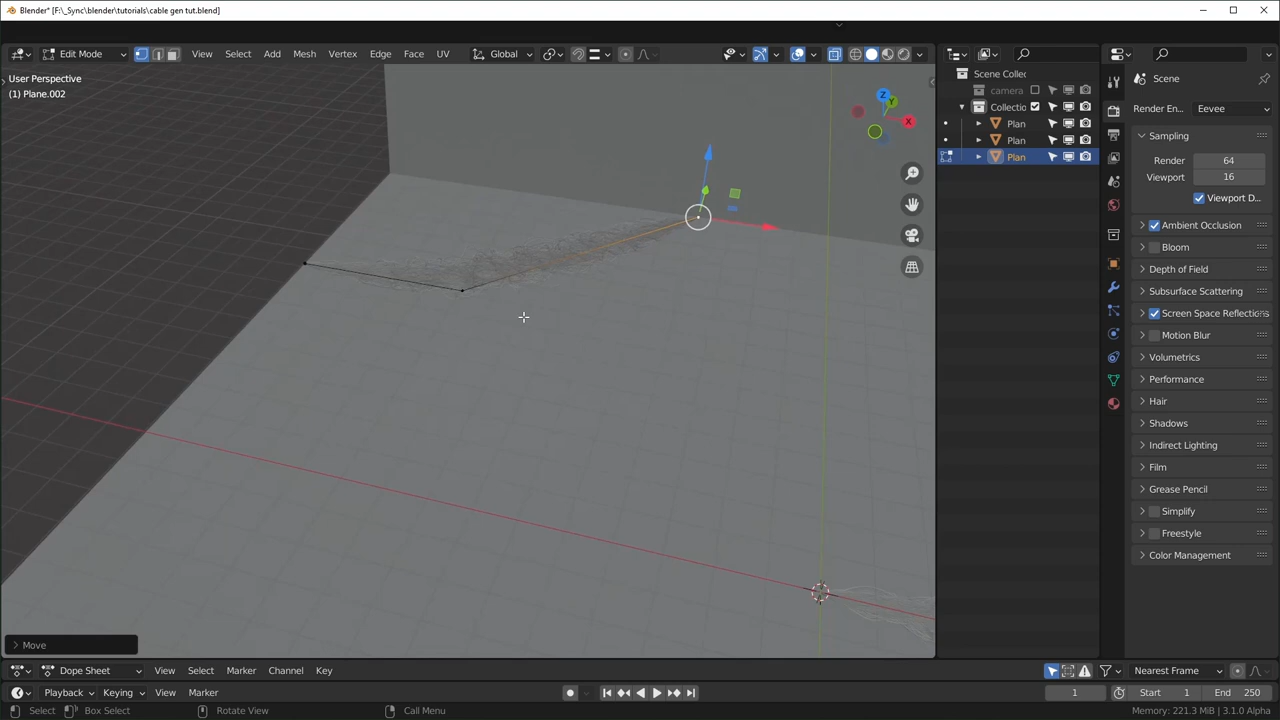 Blender* [F:\_Sync\blender\tutorials\cable gen tut.blend]
Edit Mode View Select Add Mesh Vertex Edge Face UV Global
User Perspective
(1) Plane.002
X
Y
Z
Move
Scene Collec
camera
Collectio
Plan
Plan
Plan
Scene
Render En... Eevee
Sampling
Render 64
Viewport 16
Viewport D...
Ambient Occlusion
Bloom
Depth of Field
Subsurface Scattering
Screen Space Reflections
Motion Blur
Volumetrics
Performance
Hair
Shadows
Indirect Lighting
Film
Grease Pencil
Simplify
Freestyle
Color Management
Dope Sheet View Select Marker Channel Key Nearest Frame
Playback Keying View Marker 1 Start 1 End 250
Select Box Select Rotate View Call Menu Memory: 221.3 MiB | 3.1.0 Alpha